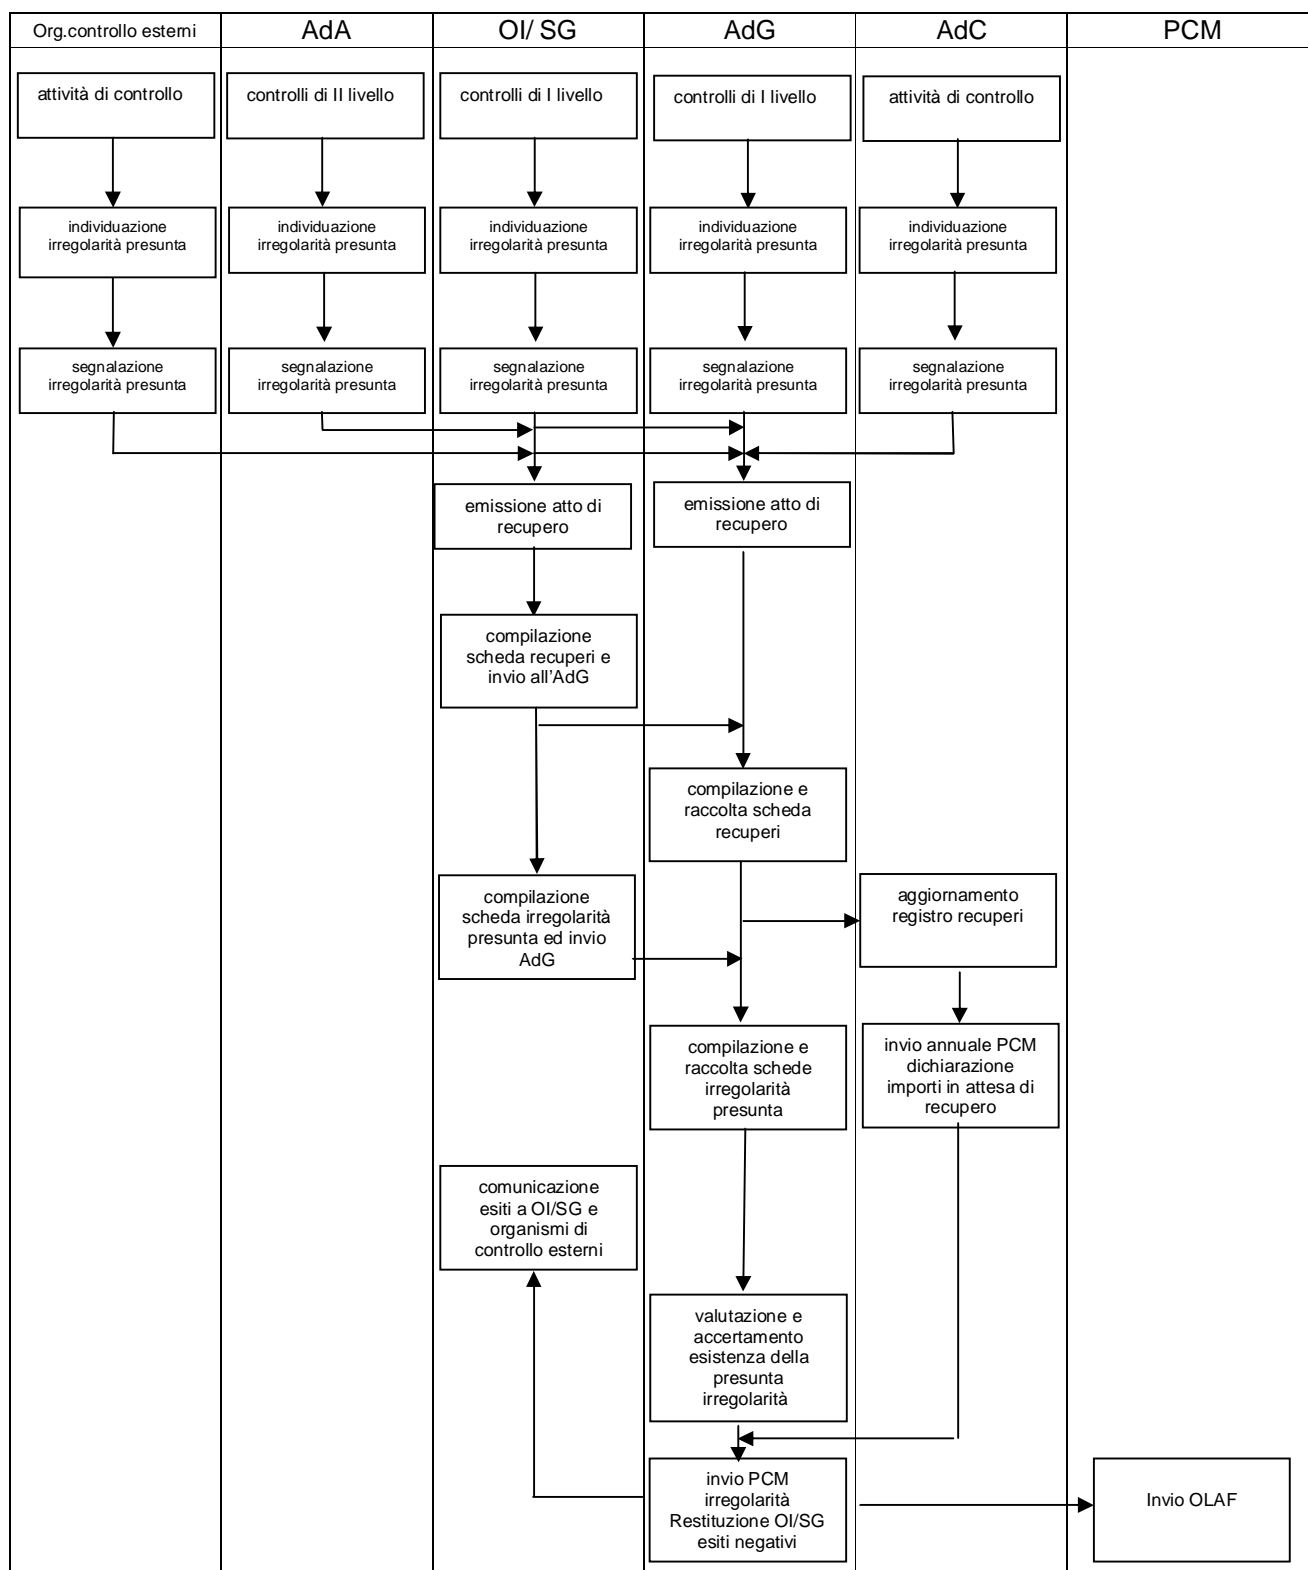 Org.controllo esterni
AdA
OI/ SG
AdG
AdC
PCM
attività di controllo
controlli di II livello
controlli di I livello
controlli di I livello
attività di controllo
individuazione
irregolarità presunta
individuazione
irregolarità presunta
individuazione
irregolarità presunta
individuazione
irregolarità presunta
individuazione
irregolarità presunta
segnalazione
irregolarità presunta
segnalazione
irregolarità presunta
segnalazione
irregolarità presunta
segnalazione
irregolarità presunta
segnalazione
irregolarità presunta
emissione atto di
recupero
emissione atto di
recupero
compilazione
scheda recuperi e
invio all’AdG
compilazione e
raccolta scheda
recuperi
compilazione
scheda irregolarità
presunta ed invio
AdG
aggiornamento
registro recuperi
compilazione e
raccolta schede
irregolarità
presunta
invio annuale PCM
dichiarazione
importi in attesa di
recupero
comunicazione
esiti a OI/SG e
organismi di
controllo esterni
valutazione e
accertamento
esistenza della
presunta
irregolarità
invio PCM
irregolarità
Restituzione OI/SG
esiti negativi
Invio OLAF